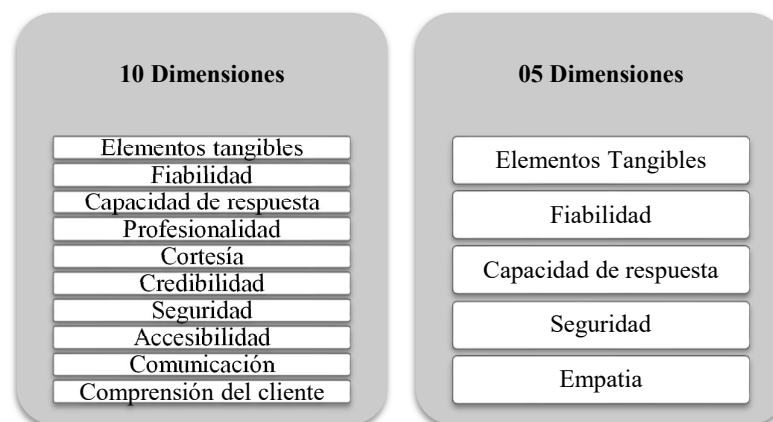 10 Dimensiones
Elementos tangibles
Fiabilidad
Capacidad de respuesta
Profesionalidad
Cortesía
Credibilidad
Seguridad
Accesibilidad
Comunicación
Comprensión del cliente
05 Dimensiones
Elementos Tangibles
Fiabilidad
Capacidad de respuesta
Seguridad
Empatia